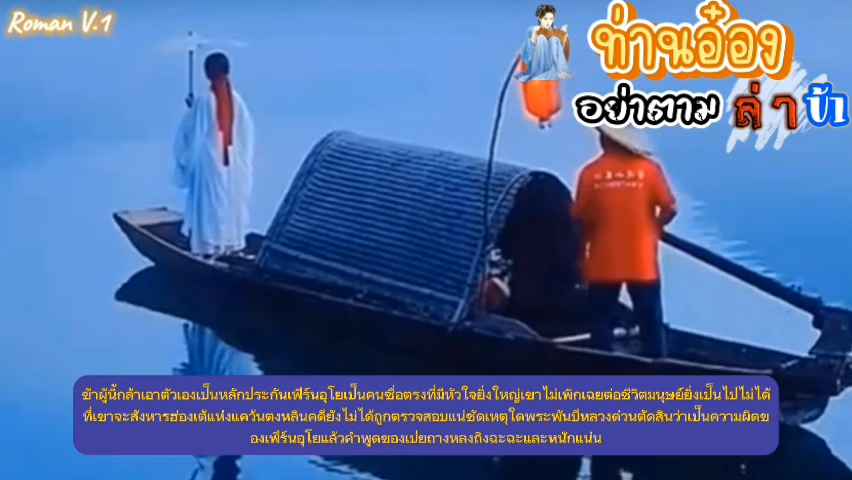 Roman V.1
ท่านอ๋อง
อย่าตาม ล่า ข้า
ข้าผู้นี้กล้าเอาตัวเองเป็นหลักประกันเฟิร์นอุโยเป็นคนซื่อตรงที่มีหัวใจยิ่งใหญ่เขาไม่เพิกเฉยต่อชีวิตมนุษย์ยิ่งเป็นไปไม่ได้
ที่เขาจะสังหารฮ่องเต้แห่งแคว้นตงหลินคดียังไม่ได้ถูกตรวจสอบแน่ชัดเหตุใดพระพันปีหลวงด่วนตัดสินว่าเป็นความผิดข
องเฟิร์นอุโยแล้วคำพูดของเปยถางหลงถิงฉะฉะและหนักแน่น